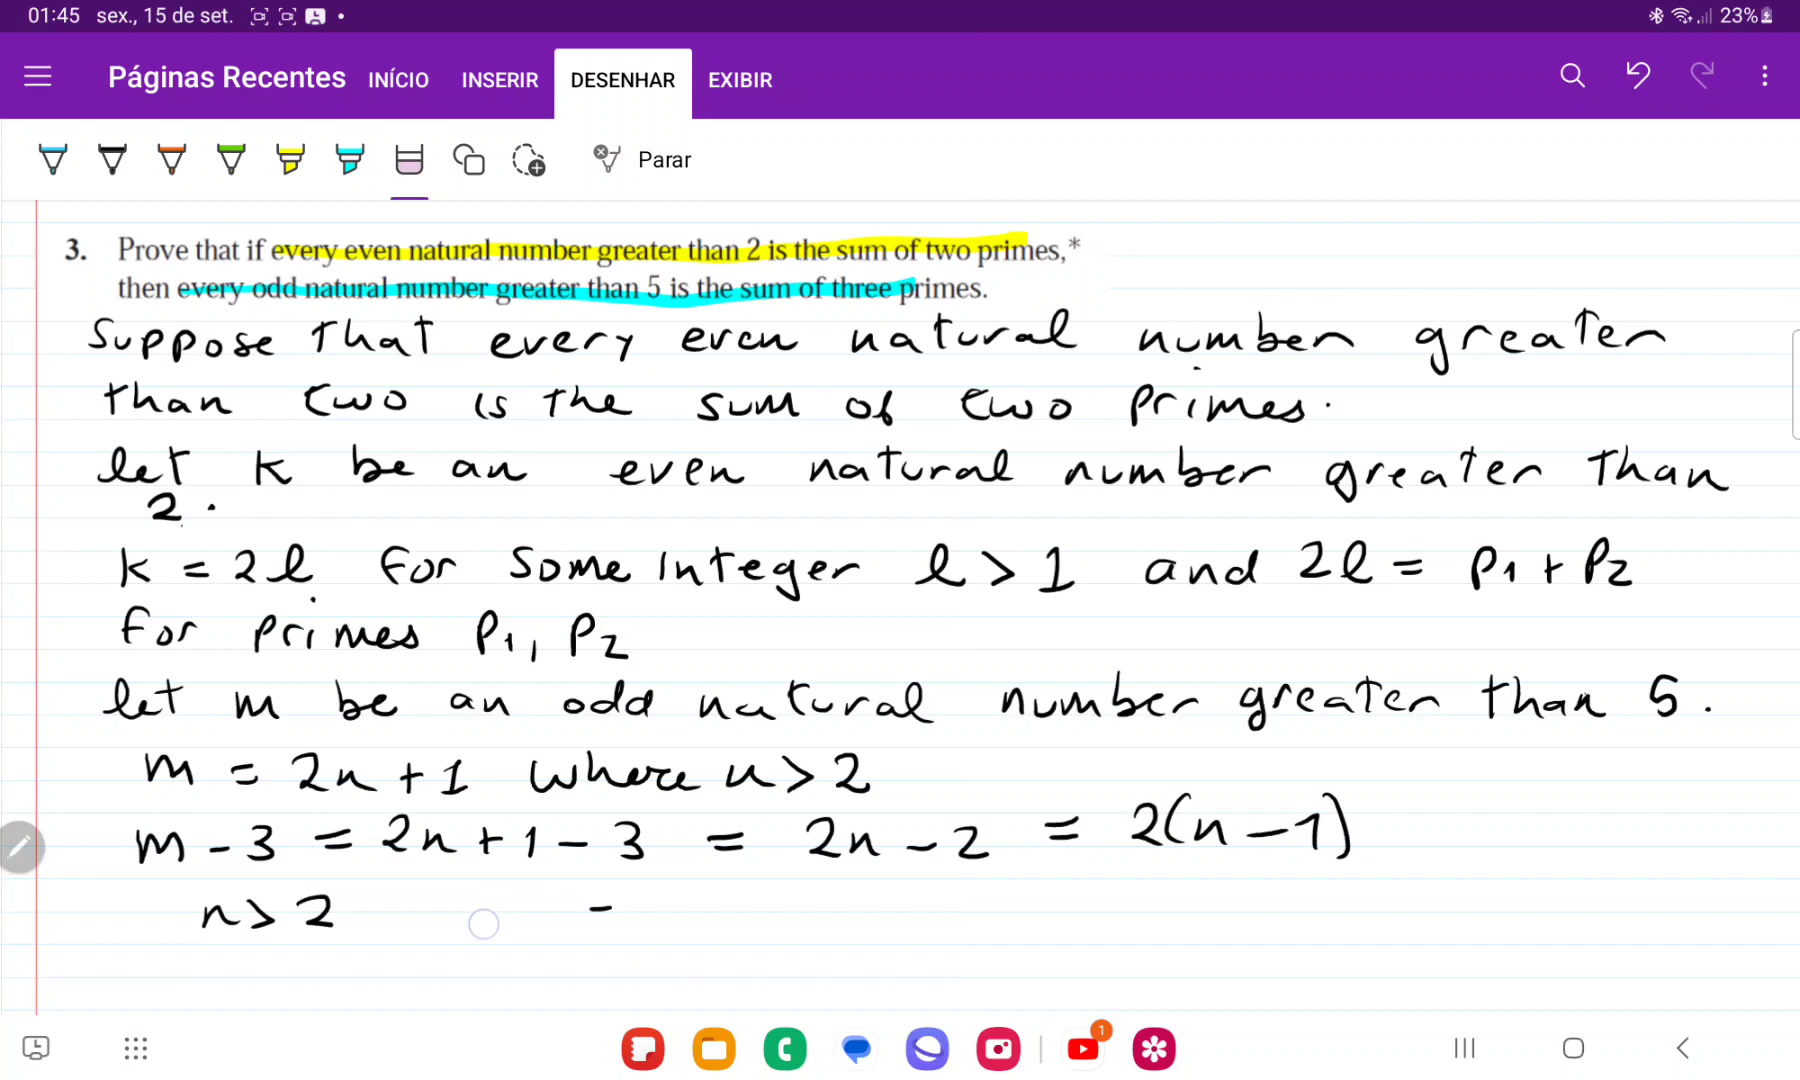 01:45 sex., 15 de set. • 23%
Páginas Recentes INÍCIO INSERIR DESENHAR EXIBIR
Parar
3. Prove that if every even natural number greater than 2 is the sum of two primes,*
then every odd natural number greater than 5 is the sum of three primes.
Suppose that every even natural number greater
than two is the sum of two primes.
let k be an even natural number greater than
2.
k = 2l for some integer l > 1 and 2l = P1 + P2
for primes P1, P2
let m be an odd natural number greater than 5.
m = 2n + 1 where n > 2
m - 3 = 2n + 1 - 3 = 2n - 2 = 2(n - 1)
n > 2 -
1